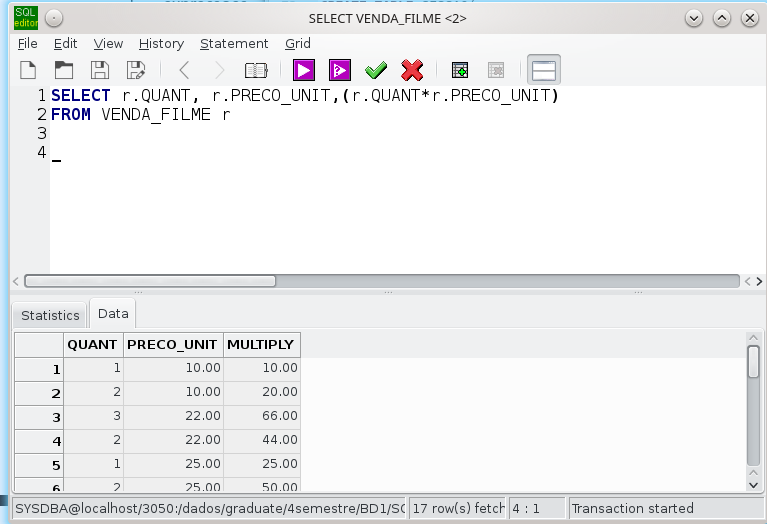 SQL
editor
SELECT VENDA_FILME <2>
File Edit View History Statement Grid
1 SELECT r.QUANT, r.PRECO_UNIT,(r.QUANT*r.PRECO_UNIT)
2 FROM VENDA_FILME r
3
4
Statistics Data
QUANT PRECO_UNIT MULTIPLY
1 1 10.00 10.00
2 2 10.00 20.00
3 3 22.00 66.00
4 2 22.00 44.00
5 1 25.00 25.00
6 2 25.00 50.00
SYSDBA@localhost/3050:/dados/graduate/4semestre/BD1/SC 17 row(s) fetch 4 : 1 Transaction started